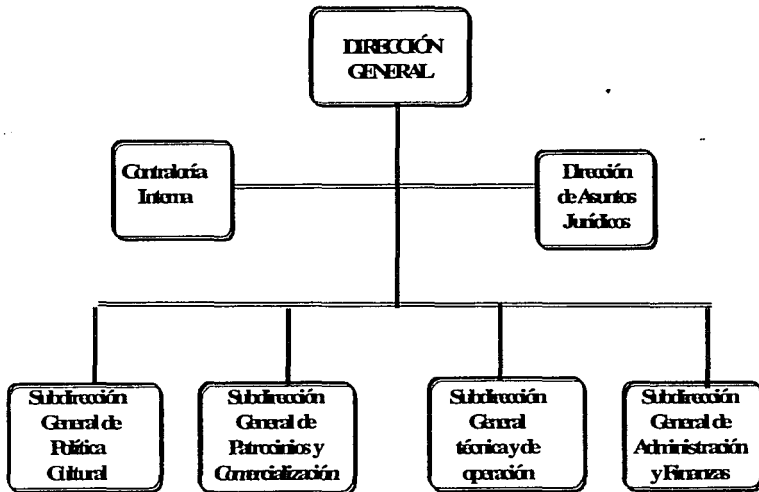 DIRECCIÓN
GENERAL
Contraloría
Interna
Dirección
de Asuntos
Jurídicos
Subdirección
General de
Política
Cultural
Subdirección
General de
Patrocinios y
Comercialización
Subdirección
General
técnica y de
operación
Subdirección
General de
Administración
y Finanzas